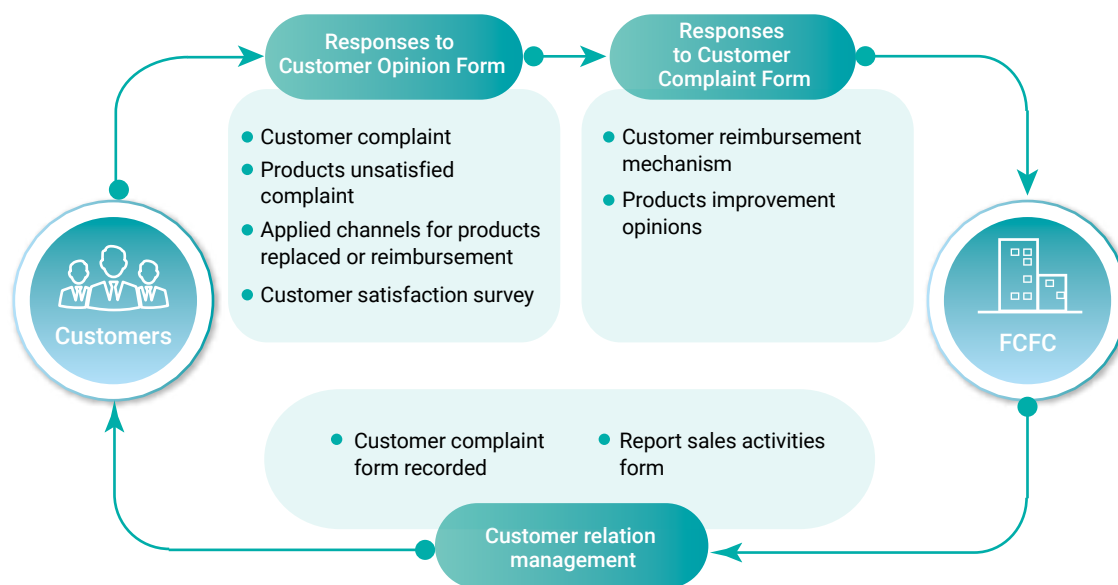 Responses to
Customer Opinion Form
Responses
to Customer
Complaint Form
Customer complaint
Products unsatisfied
complaint
Applied channels for products
replaced or reimbursement
Customer satisfaction survey
Customer reimbursement
mechanism
Products improvement
opinions
Customers
FCFC
Customer complaint
form recorded
Report sales activities
form
Customer relation
management